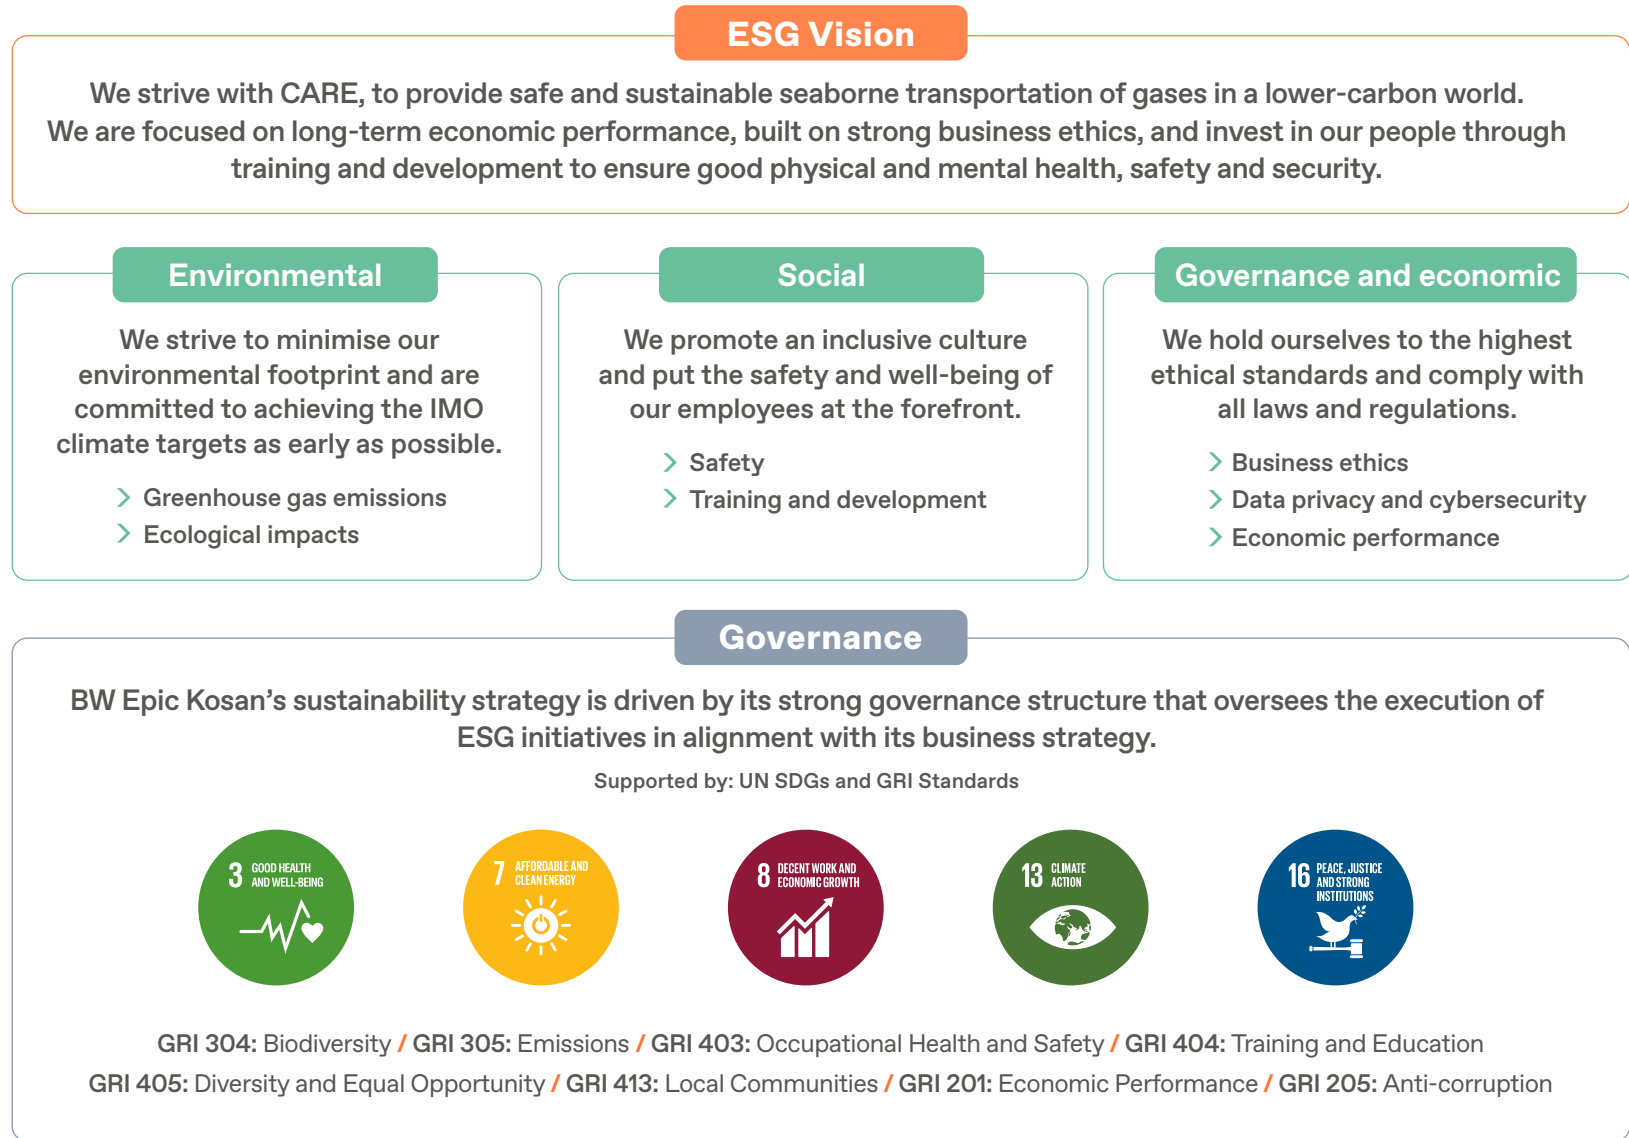 ESG Vision
We strive with CARE, to provide safe and sustainable seaborne transportation of gases in a lower-carbon world.
We are focused on long-term economic performance, built on strong business ethics, and invest in our people through
training and development to ensure good physical and mental health, safety and security.
Environmental
We strive to minimise our
environmental footprint and are
committed to achieving the IMO
climate targets as early as possible.
Greenhouse gas emissions
Ecological impacts
Social
We promote an inclusive culture
and put the safety and well-being of
our employees at the forefront.
Safety
Training and development
Governance and economic
We hold ourselves to the highest
ethical standards and comply with
all laws and regulations.
Business ethics
Data privacy and cybersecurity
Economic performance
Governance
BW Epic Kosan’s sustainability strategy is driven by its strong governance structure that oversees the execution of
ESG initiatives in alignment with its business strategy.
Supported by: UN SDGs and GRI Standards
3 GOOD HEALTH
AND WELL-BEING
7 AFFORDABLE AND
CLEAN ENERGY
8 DECENT WORK AND
ECONOMIC GROWTH
13 CLIMATE
ACTION
16 PEACE, JUSTICE
AND STRONG
INSTITUTIONS
GRI 304: Biodiversity / GRI 305: Emissions / GRI 403: Occupational Health and Safety / GRI 404: Training and Education
GRI 405: Diversity and Equal Opportunity / GRI 413: Local Communities / GRI 201: Economic Performance / GRI 205: Anti-corruption